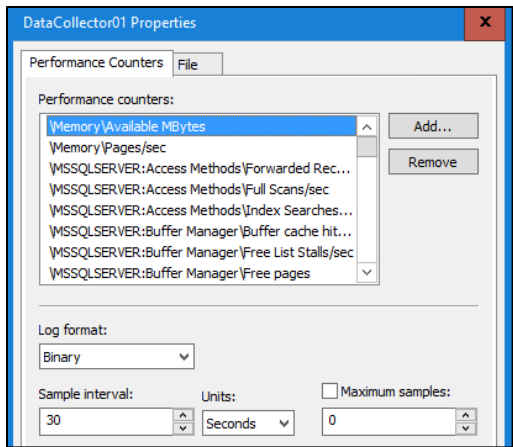 DataCollector01 Properties
x
Performance Counters File
Performance counters:
\Memory\Available MBytes
\Memory\Pages/sec
\MSSQLSERVER:Access Methods\Forwarded Rec...
\MSSQLSERVER:Access Methods\Full Scans/sec
\MSSQLSERVER:Access Methods\Index Searches...
\MSSQLSERVER:Buffer Manager\Buffer cache hit...
\MSSQLSERVER:Buffer Manager\Free List Stalls/sec
\MSSQLSERVER:Buffer Manager\Free pages
Add...
Remove
Log format:
Binary
Sample interval: Units: Maximum samples:
30 Seconds 0